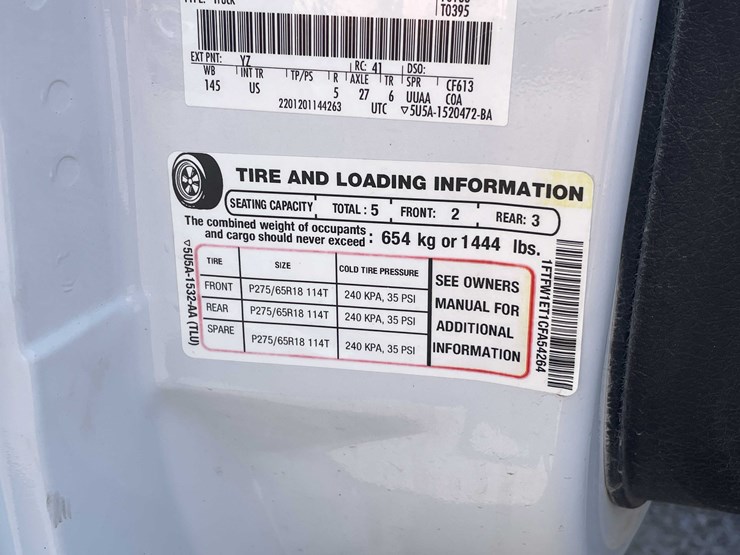 TYPE: TRUCK
T0395
EXT PNT: YZ RC: 41 DSO:
WB INT TR TP/PS R AXLE TR SPR CF613
145 US 5 27 6 UUAA COA
2201201144263 UTC ▽5U5A-1520472-BA
TIRE AND LOADING INFORMATION
SEATING CAPACITY TOTAL : 5 FRONT: 2 REAR: 3
The combined weight of occupants
and cargo should never exceed : 654 kg or 1444 lbs.
TIRE SIZE COLD TIRE PRESSURE
FRONT P275/65R18 114T 240 KPA, 35 PSI
REAR P275/65R18 114T 240 KPA, 35 PSI
SPARE P275/65R18 114T 240 KPA, 35 PSI
SEE OWNERS
MANUAL FOR
ADDITIONAL
INFORMATION
▽5U5A-1532-AA (TLU)
1FTFW1ET1CFA54264